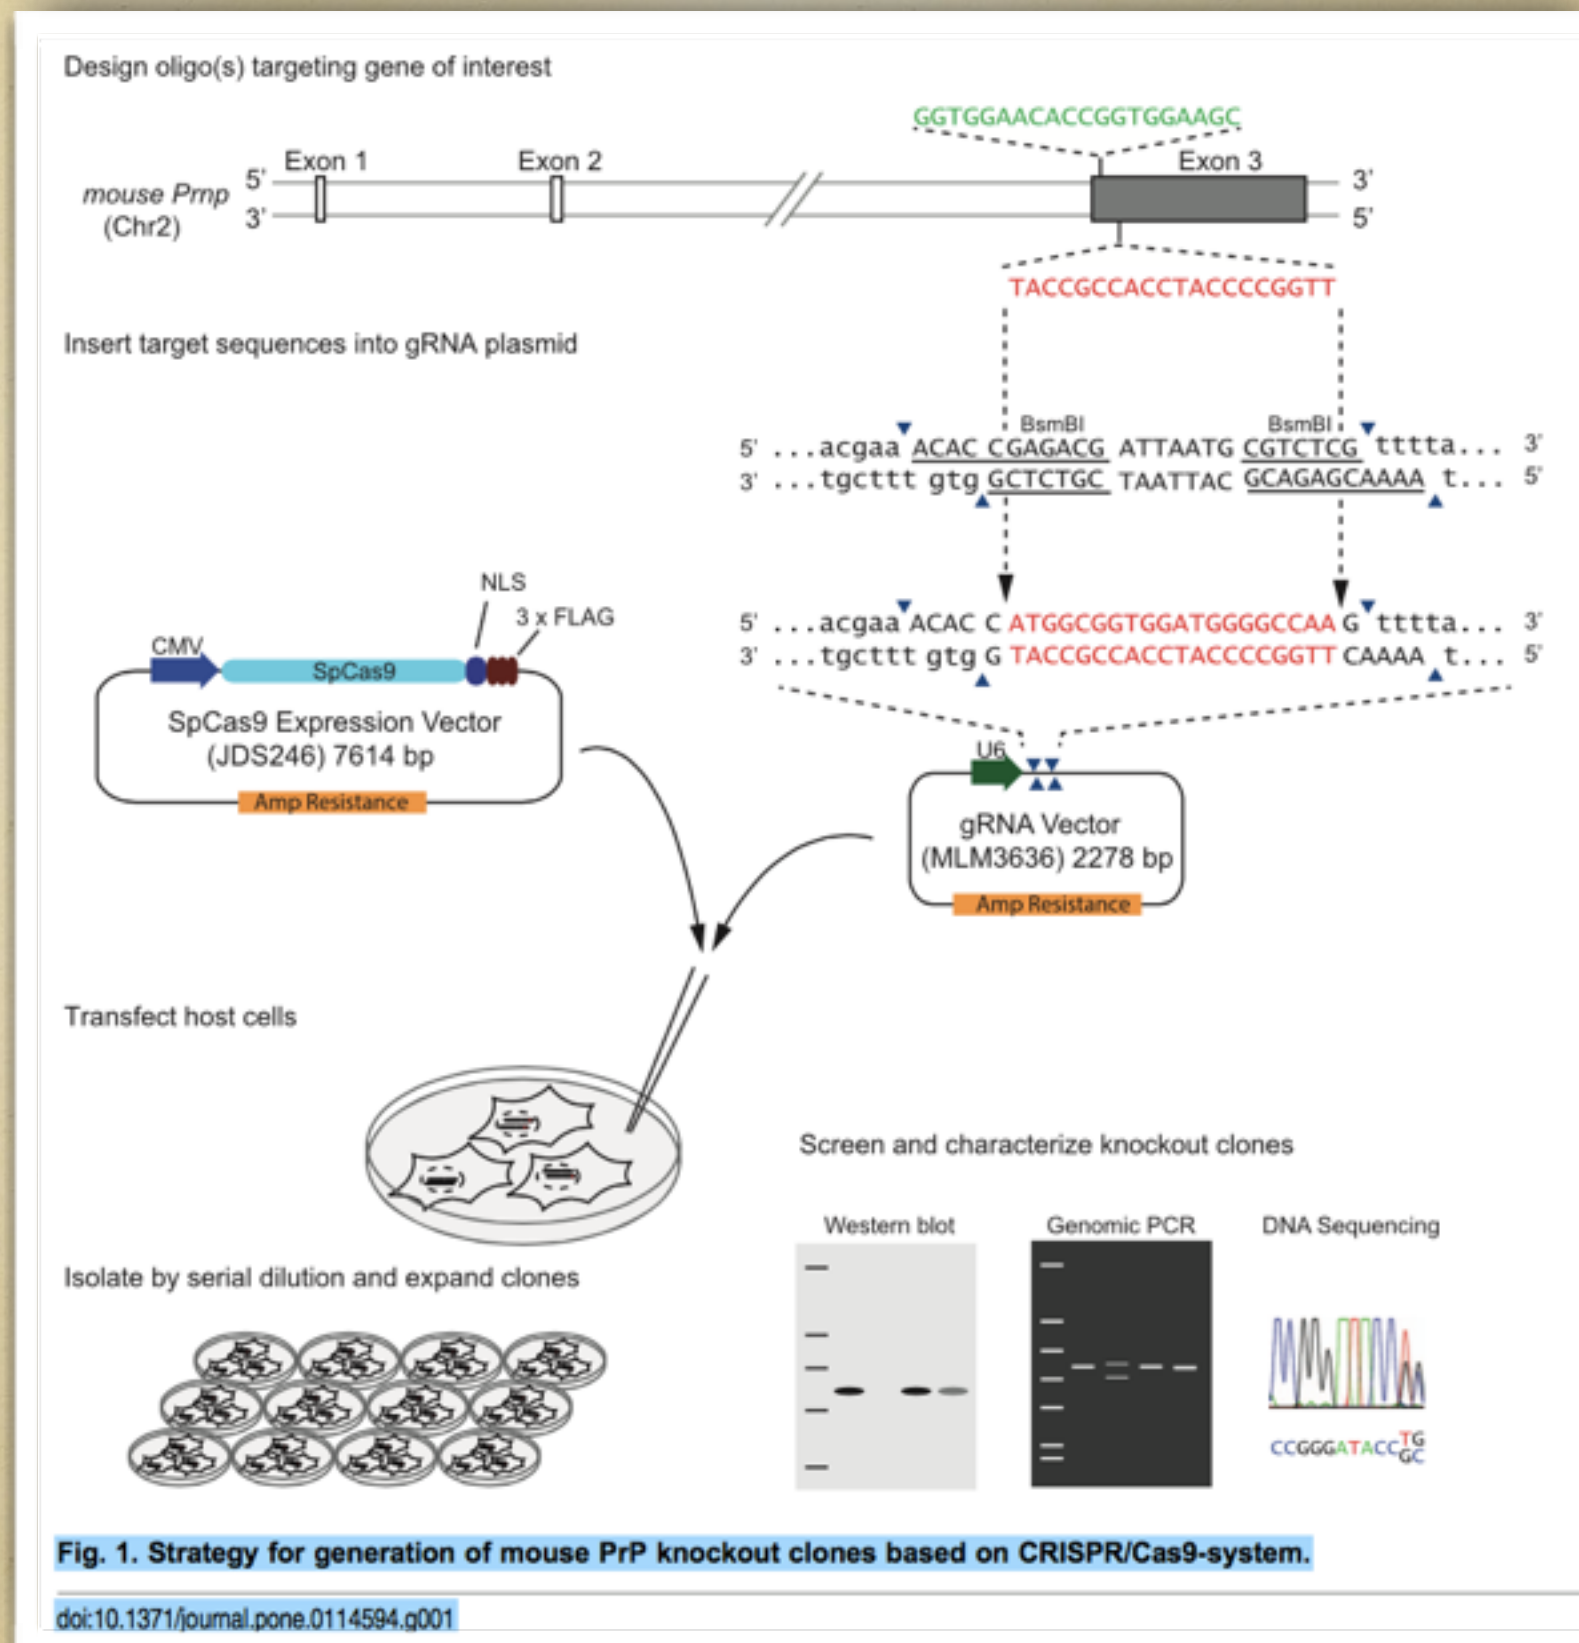 Design oligo(s) targeting gene of interest
GGTGGAACACCGGTGGAAGC
Exon 1
Exon 2
Exon 3
5’
3’
mouse Prnp
(Chr2)
3’
5’
TACCGCCACCTACCCCGGTT
Insert target sequences into gRNA plasmid
BsmBI
BsmBI
5’ ...acgaa ACAC CGAGACG ATTAATG CGTCTCG ttttta... 3’
3’ ...tgcttt gtg GCTCTGC TAATTAC GCAGAGCAAAA t... 5’
5’ ...acgaa ACAC C ATGGCGGTGGATGGGGCCAA G ttttta... 3’
3’ ...tgcttt gtg G TACCGCCACCTACCCCGGTT CAAAA t... 5’
NLS
3 x FLAG
CMV
SpCas9
SpCas9 Expression Vector
(JDS246) 7614 bp
Amp Resistance
U6
gRNA Vector
(MLM3636) 2278 bp
Amp Resistance
Transfect host cells
Screen and characterize knockout clones
Western blot
Genomic PCR
DNA Sequencing
Isolate by serial dilution and expand clones
CCGGGATACCTG
GC
Fig. 1. Strategy for generation of mouse PrP knockout clones based on CRISPR/Cas9-system.
doi:10.1371/journal.pone.0114594.g001